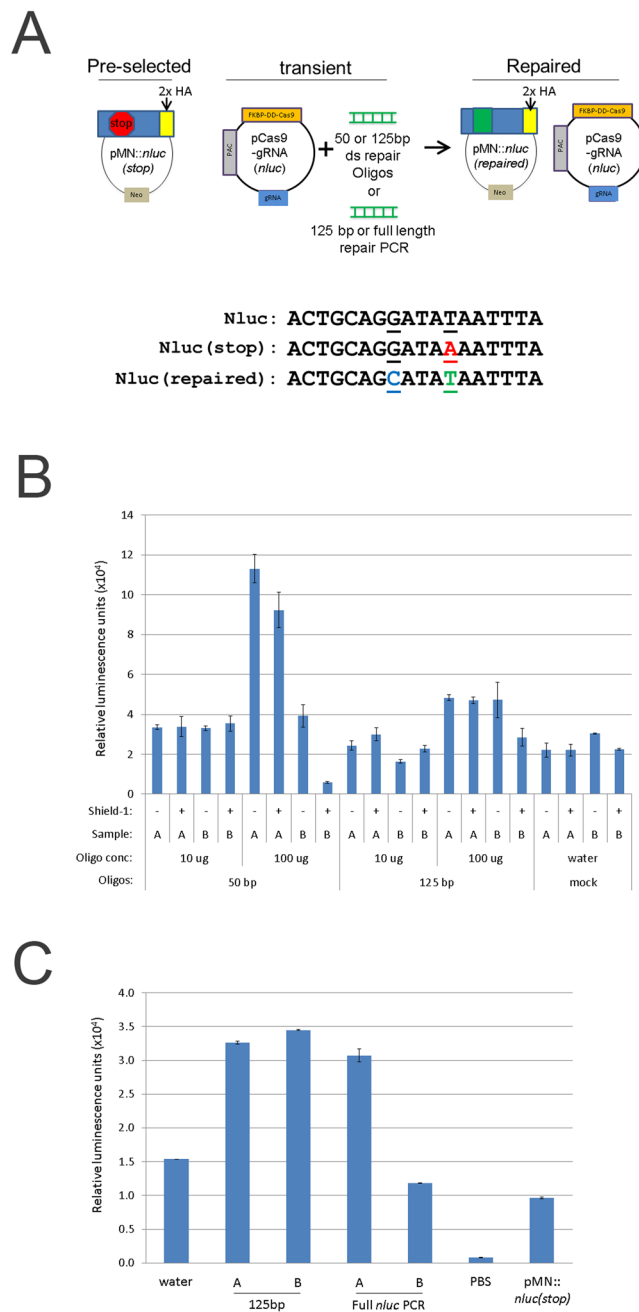 A
Pre-selected
transient
Repaired
2x HA
2x HA
stop
pMN::nluc
(stop)
Neo
FKBP-DD-Cas9
PAC
pCas9
-gRNA
(nluc)
gRNA
+
50 or 125bp
ds repair
Oligos
or
125 bp or full length
repair PCR
pMN::nluc
(repaired)
Neo
FKBP-DD-Cas9
PAC
pCas9
-gRNA
(nluc)
gRNA
Nluc: ACTGCAGGATATAATTTA
Nluc(stop): ACTGCAGGATAAAATTTA
Nluc(repaired): ACTGCAGCATATAATTTA
B
Relative luminescence units (x10⁴)
14
12
10
8
6
4
2
0
Shield-1: - + - + - + - + - + - + - + - + - + - +
Sample: A A B B A A B B A A B B A A B B A A B B
Oligo conc: 10 ug 100 ug 10 ug 100 ug water
Oligos: 50 bp 125 bp mock
C
Relative luminescence units (x10⁴)
4.0
3.5
3.0
2.5
2.0
1.5
1.0
0.5
0.0
water A B A B PBS pMN::
125bp Full nluc PCR nluc(stop)